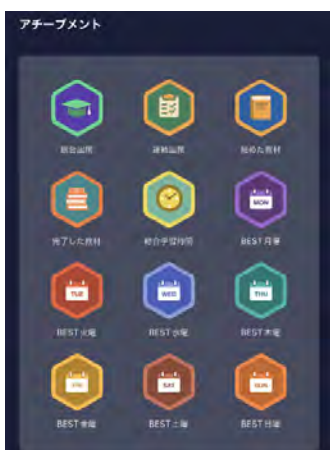 アチーブメント
総合出席
連続出席
始めた教材
完了した教材
総合学習時間
MON
BEST 月曜
TUE
BEST 火曜
WED
BEST 水曜
THU
BEST 木曜
FRI
BEST 金曜
SAT
BEST 土曜
SUN
BEST 日曜